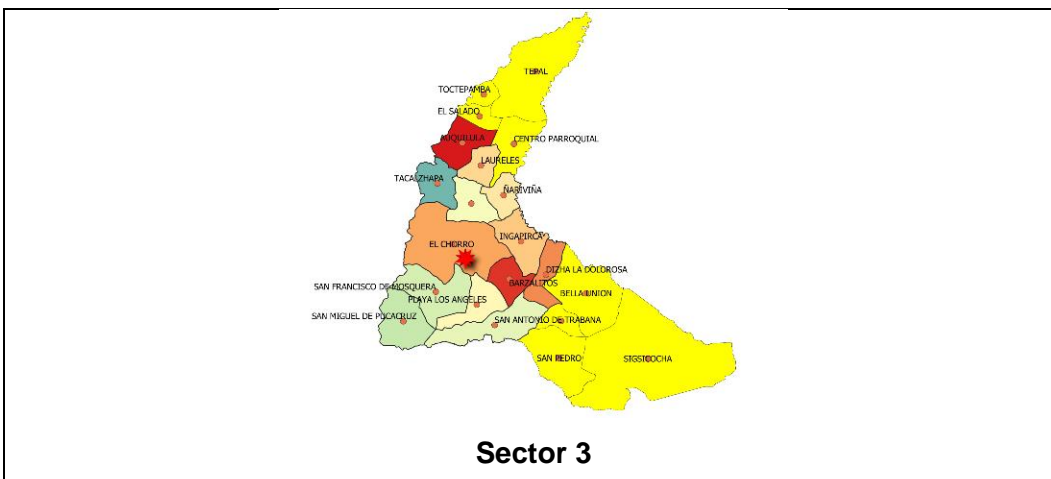 TEPAL
TOCTEPAMBA
EL SALADO
AUQUILULA
CENTRO PARROQUIAL
LAURELES
TACALZHAPA
ÑARIVIÑA
INGAPIRCA
EL CHORRO
DIZHA LA DOLOROSA
BARZALITOS
SAN FRANCISCO DE MOSQUERA
BELLA UNION
PLAYA LOS ANGELES
SAN MIGUEL DE PUCACRUZ
SAN ANTONIO DE TRABANA
SAN PEDRO
SIGSICOCHA
Sector 3